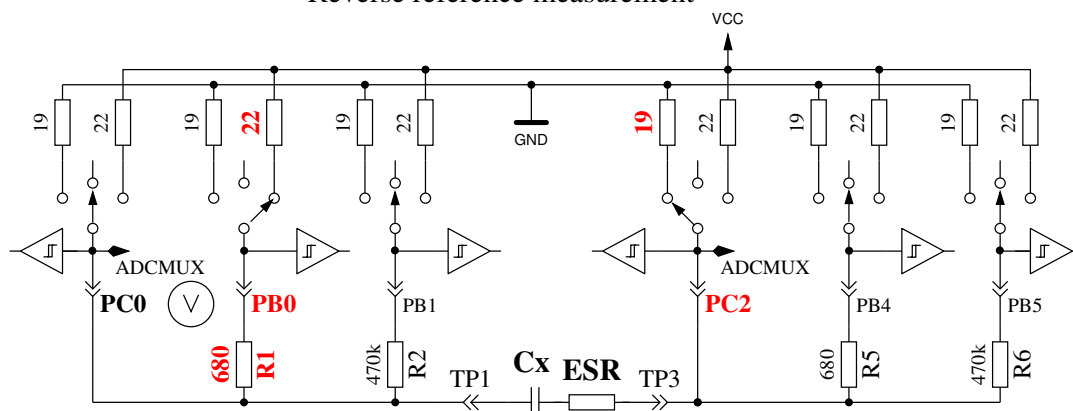 Reverse reference measurement
VCC
19 22 19 22 19 22 GND 19 22 19 22 19 22
ADCMUX ADCMUX
PC0 V PB0 PB1 PC2 PB4 PB5
680 R1 470k R2 680 R5 470k R6
TP1 Cx ESR TP3